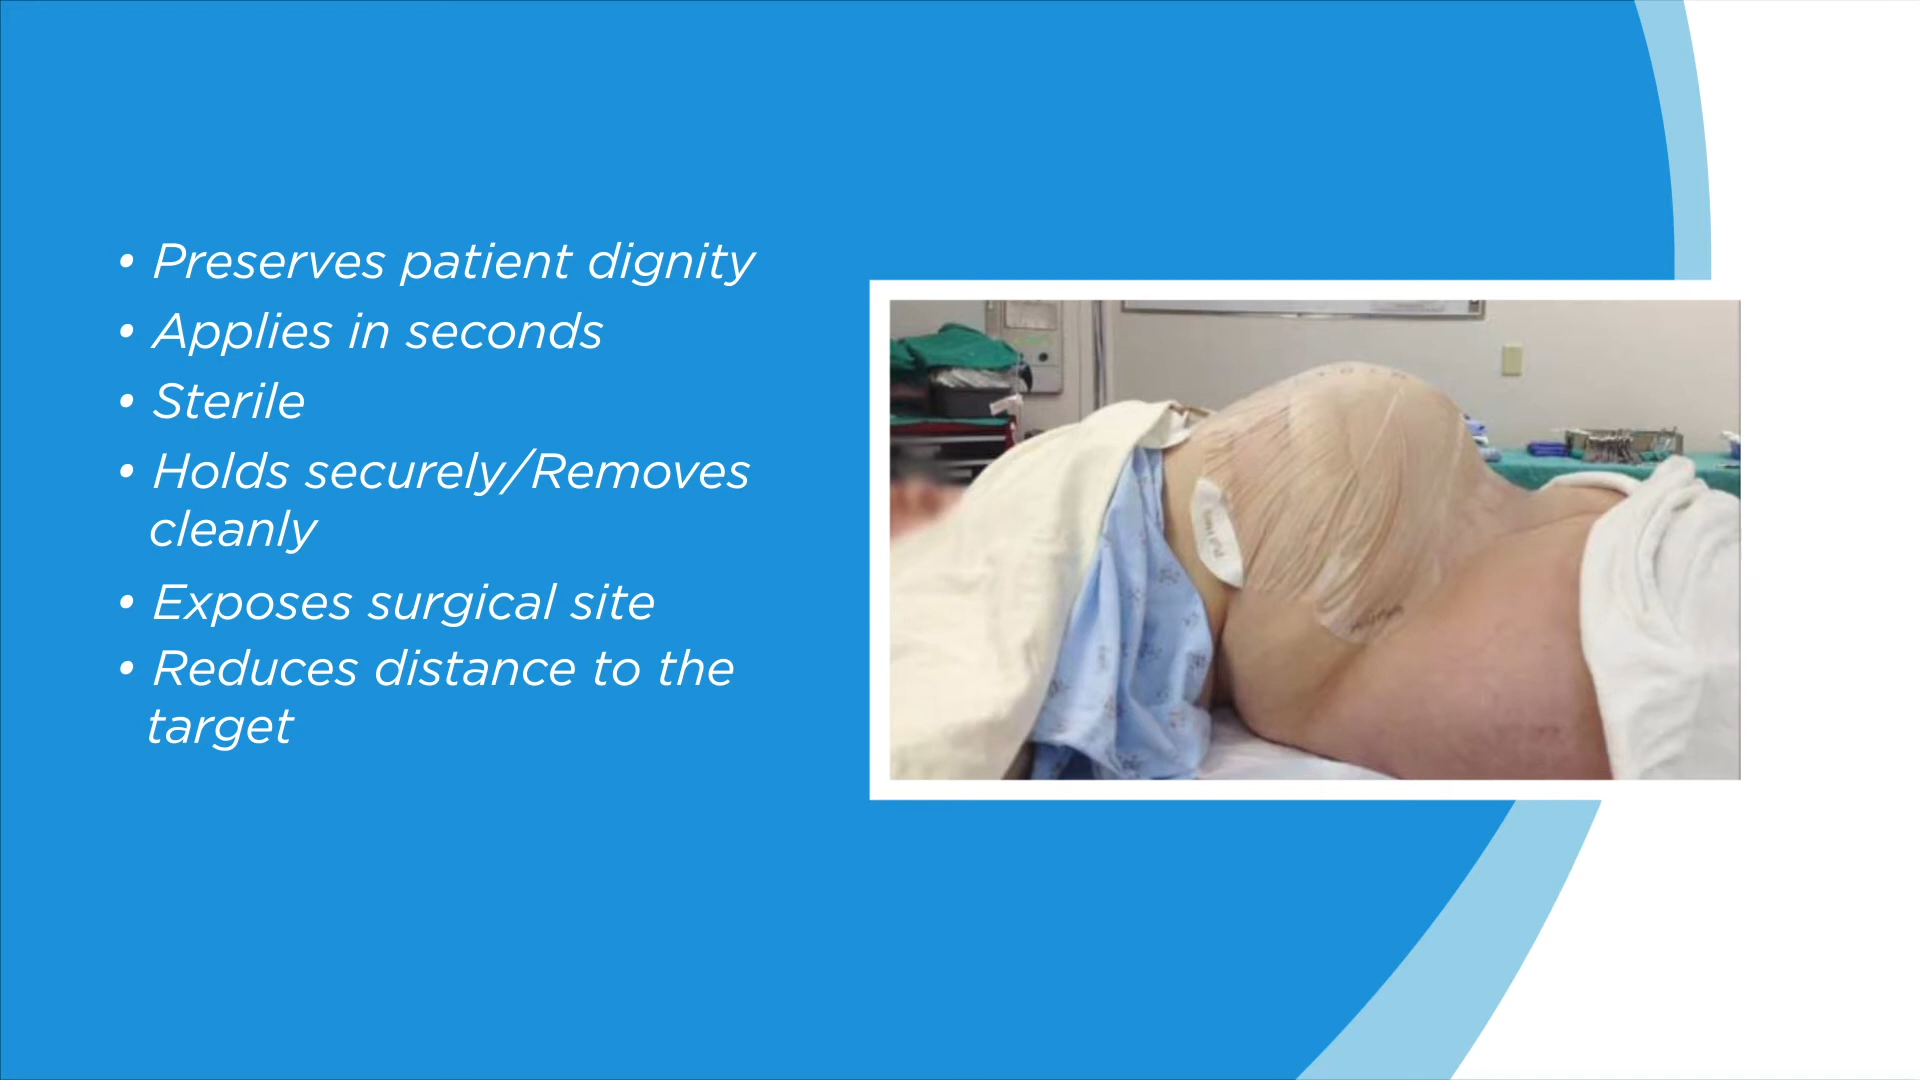 • Preserves patient dignity
• Applies in seconds
• Sterile
• Holds securely/Removes
cleanly
• Exposes surgical site
• Reduces distance to the
target